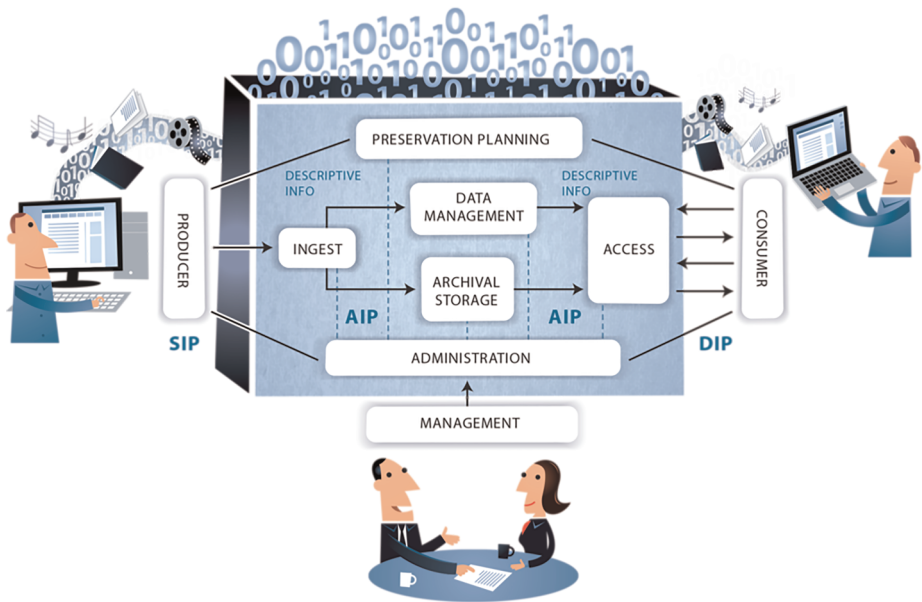 PRESERVATION PLANNING
DESCRIPTIVE
INFO
DESCRIPTIVE
INFO
DATA
MANAGEMENT
PRODUCER
INGEST
ACCESS
CONSUMER
ARCHIVAL
STORAGE
AIP
AIP
SIP
DIP
ADMINISTRATION
MANAGEMENT